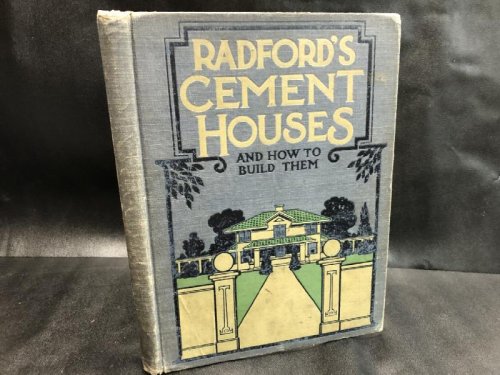 RADFORD'S
CEMENT
HOUSES
AND HOW TO
BUILD THEM